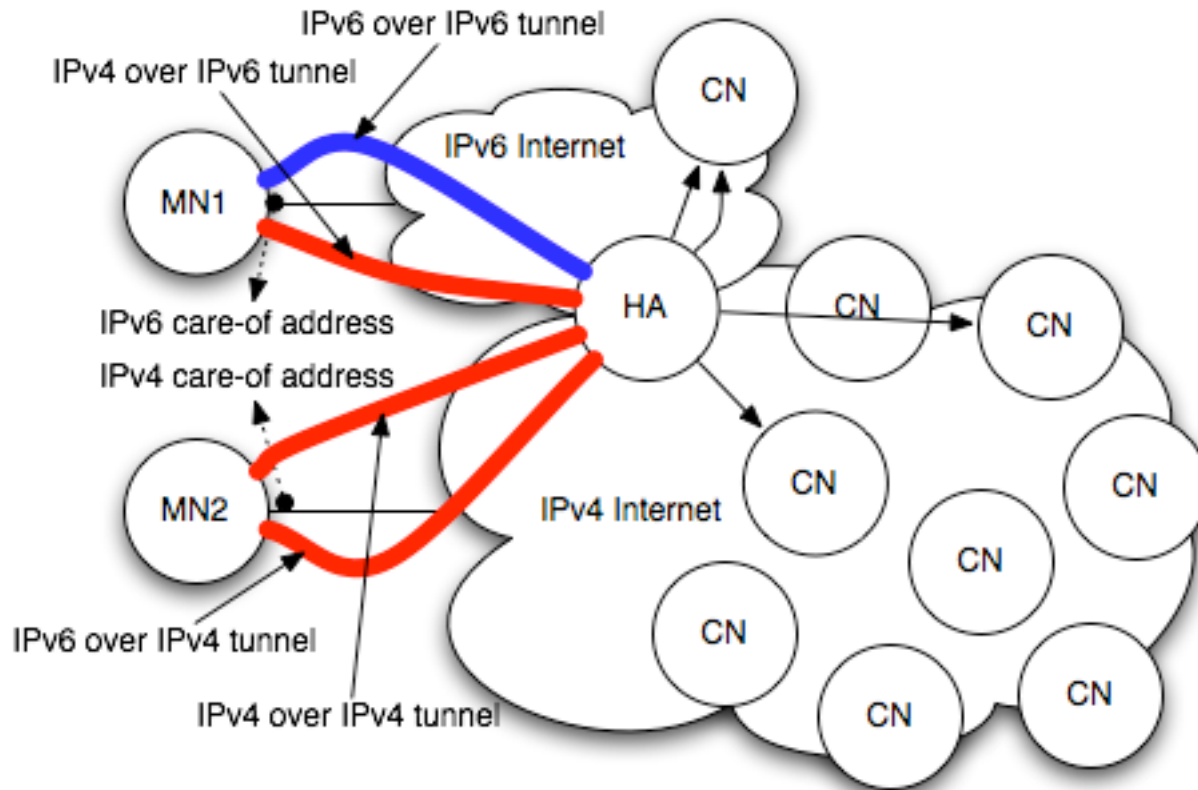 IPv6 over IPv6 tunnel
IPv4 over IPv6 tunnel
CN
IPv6 Internet
MN1
HA
CN
CN
IPv6 care-of address
IPv4 care-of address
CN
CN
MN2
IPv4 Internet
CN
CN
IPv6 over IPv4 tunnel
CN
CN
IPv4 over IPv4 tunnel